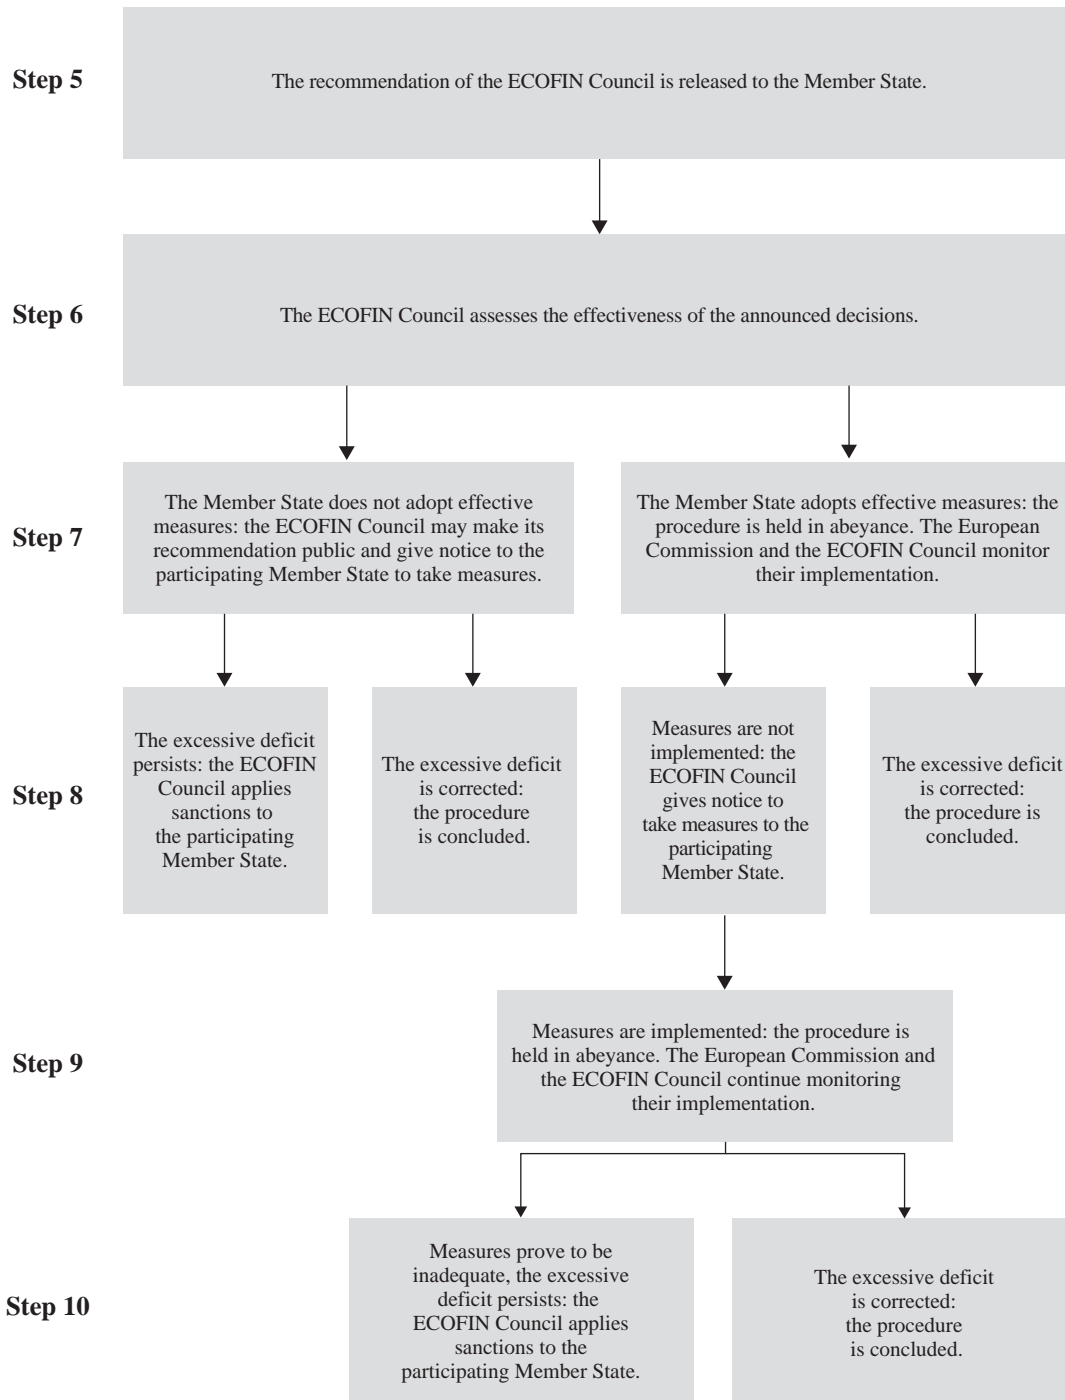 Step 5
The recommendation of the ECOFIN Council is released to the Member State.
Step 6
The ECOFIN Council assesses the effectiveness of the announced decisions.
Step 7
The Member State does not adopt effective
measures: the ECOFIN Council may make its
recommendation public and give notice to the
participating Member State to take measures.
The Member State adopts effective measures: the
procedure is held in abeyance. The European
Commission and the ECOFIN Council monitor
their implementation.
Step 8
The excessive deficit
persists: the ECOFIN
Council applies
sanctions to
the participating
Member State.
The excessive deficit
is corrected:
the procedure
is concluded.
Measures are not
implemented: the
ECOFIN Council
gives notice to
take measures to the
participating
Member State.
The excessive deficit
is corrected:
the procedure is
concluded.
Step 9
Measures are implemented: the procedure is
held in abeyance. The European Commission and
the ECOFIN Council continue monitoring
their implementation.
Step 10
Measures prove to be
inadequate, the excessive
deficit persists: the
ECOFIN Council applies
sanctions to the
participating Member State.
The excessive deficit
is corrected:
the procedure
is concluded.